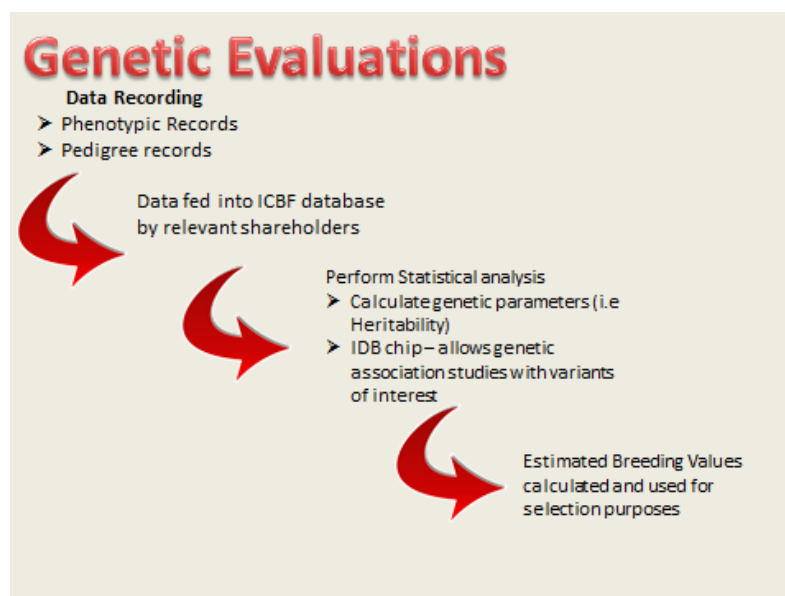 Genetic Evaluations
Data Recording
➢ Phenotypic Records
➢ Pedigree records
Data fed into ICBF database
by relevant shareholders
Perform Statistical analysis
➢ Calculate genetic parameters (i.e
Heritability)
➢ IDB chip – allows genetic
association studies with variants
of interest
Estimated Breeding Values
calculated and used for
selection purposes